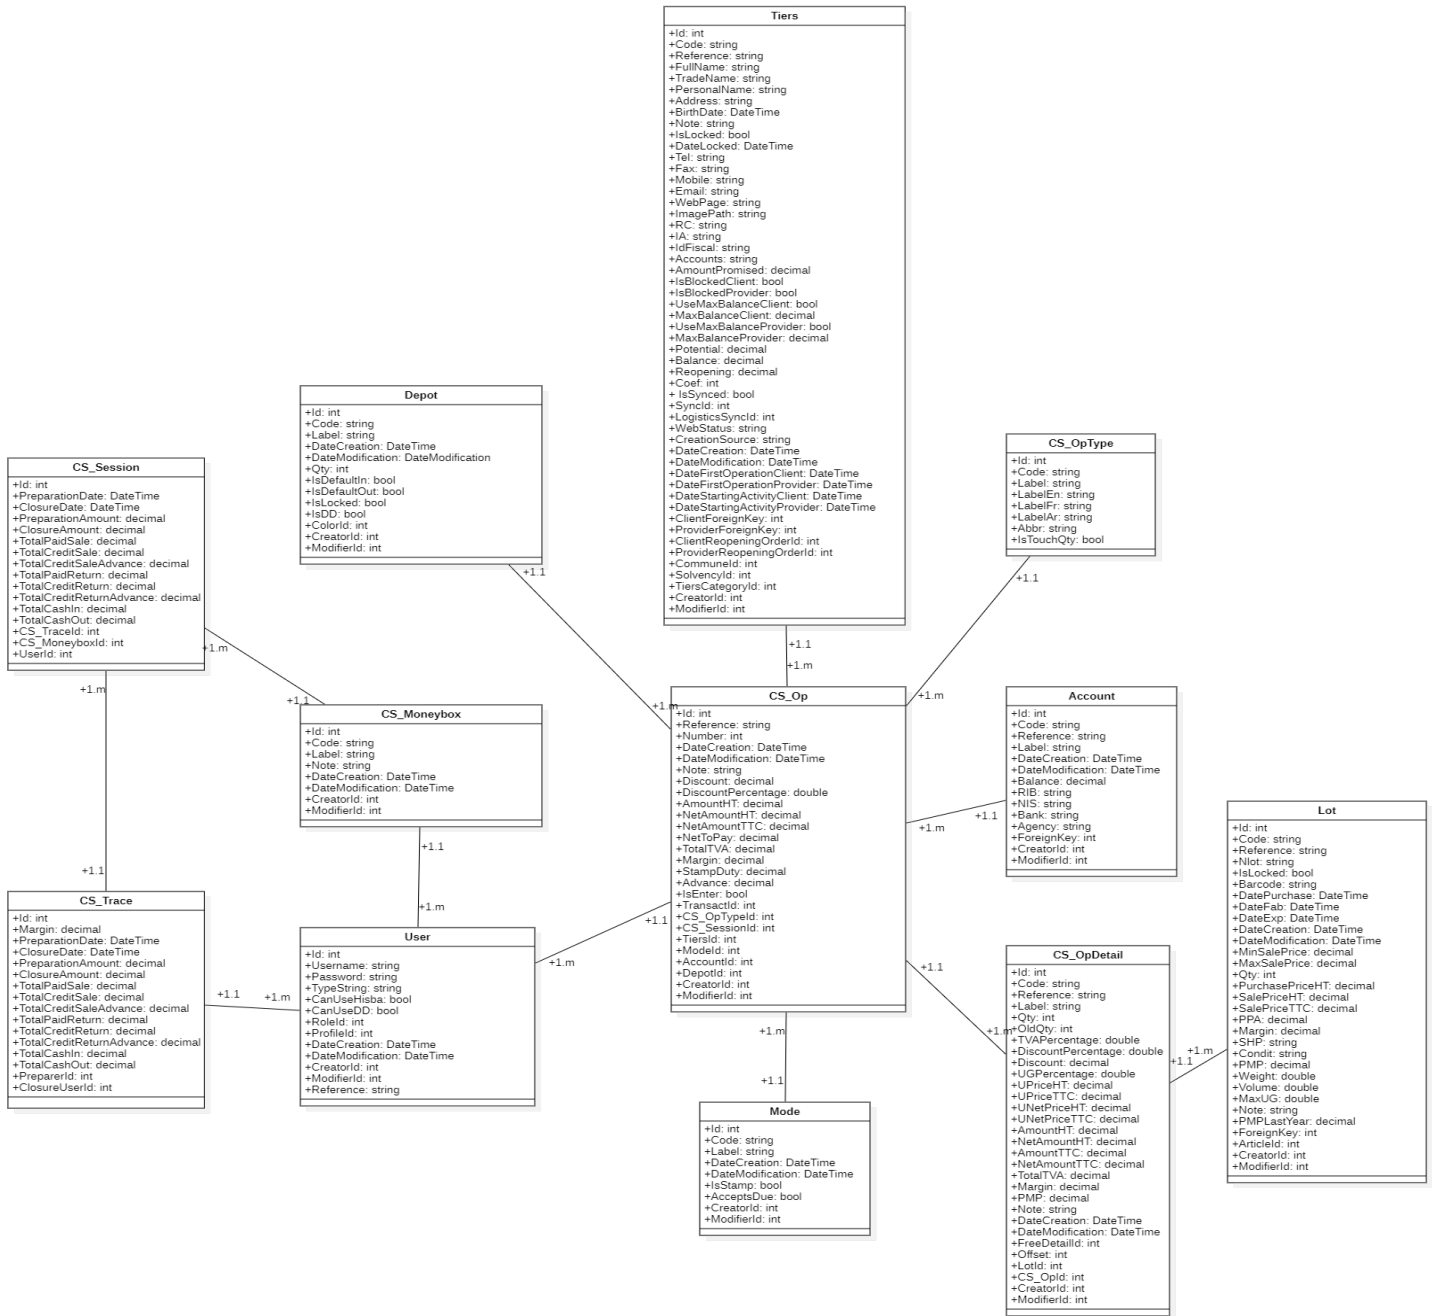 Tiers
+Id: int
+Code: string
+Reference: string
+FullName: string
+TradeName: string
+PersonalName: string
+Address: string
+BirthDate: DateTime
+Note: string
+IsLocked: bool
+DateLocked: DateTime
+Tel: string
+Fax: string
+Mobile: string
+Email: string
+WebPage: string
+ImagePath: string
+RC: string
+IA: string
+IdFiscal: string
+Accounts: string
+AmountPromised: decimal
+IsBlockedClient: bool
+IsBlockedProvider: bool
+UseMaxBalanceClient: bool
+MaxBalanceClient: decimal
+UseMaxBalanceProvider: bool
+MaxBalanceProvider: decimal
+Potential: decimal
+Balance: decimal
+Reopening: decimal
+Coef: int
+ IsSynced: bool
+SyncId: int
+LogisticsSyncId: int
+WebStatus: string
+CreationSource: string
+DateCreation: DateTime
+DateModification: DateTime
+DateFirstOperationClient: DateTime
+DateFirstOperationProvider: DateTime
+DateStartingActivityClient: DateTime
+DateStartingActivityProvider: DateTime
+ClientForeignKey: int
+ProviderForeignKey: int
+ClientReopeningOrderId: int
+ProviderReopeningOrderId: int
+CommuneId: int
+SolvencyId: int
+TiersCategoryId: int
+CreatorId: int
+ModifierId: int
+1.1
+1.m
Depot
+Id: int
+Code: string
+Label: string
+DateCreation: DateTime
+DateModification: DateModification
+Qty: int
+IsDefaultIn: bool
+IsDefaultOut: bool
+IsLocked: bool
+IsDD: bool
+ColorId: int
+CreatorId: int
+ModifierId: int
+1.1
+1.m
CS_OpType
+Id: int
+Code: string
+Label: string
+LabelEn: string
+LabelFr: string
+LabelAr: string
+Abbr: string
+IsTouchQty: bool
+1.1
+1.m
CS_Session
+Id: int
+PreparationDate: DateTime
+ClosureDate: DateTime
+PreparationAmount: decimal
+ClosureAmount: decimal
+TotalPaidSale: decimal
+TotalCreditSale: decimal
+TotalCreditSaleAdvance: decimal
+TotalPaidReturn: decimal
+TotalCreditReturn: decimal
+TotalCreditReturnAdvance: decimal
+TotalCashIn: decimal
+TotalCashOut: decimal
+CS_TraceId: int
+CS_MoneyboxId: int
+UserId: int
+1.m
+1.1
+1.m
+1.1
CS_Moneybox
+Id: int
+Code: string
+Label: string
+Note: string
+DateCreation: DateTime
+DateModification: DateTime
+CreatorId: int
+ModifierId: int
+1.1
+1.m
CS_Op
+Id: int
+Reference: string
+Number: int
+DateCreation: DateTime
+DateModification: DateTime
+Note: string
+Discount: decimal
+DiscountPercentage: double
+AmountHT: decimal
+NetAmountHT: decimal
+NetAmountTTC: decimal
+NetToPay: decimal
+TotalTVA: decimal
+Margin: decimal
+StampDuty: decimal
+Advance: decimal
+IsEnter: bool
+TransactId: int
+CS_OpTypeId: int
+CS_SessionId: int
+TiersId: int
+ModeId: int
+AccountId: int
+DepotId: int
+CreatorId: int
+ModifierId: int
+1.m
+1.1
Account
+Id: int
+Code: string
+Reference: string
+Label: string
+DateCreation: DateTime
+DateModification: DateTime
+Balance: decimal
+RIB: string
+NIS: string
+Bank: string
+Agency: string
+ForeignKey: int
+CreatorId: int
+ModifierId: int
Lot
+Id: int
+Code: string
+Reference: string
+Nlot: string
+IsLocked: bool
+Barcode: string
+DatePurchase: DateTime
+DateFab: DateTime
+DateExp: DateTime
+DateCreation: DateTime
+DateModification: DateTime
+MinSalePrice: decimal
+MaxSalePrice: decimal
+Qty: int
+PurchasePriceHT: decimal
+SalePriceHT: decimal
+SalePriceTTC: decimal
+PPA: decimal
+Margin: decimal
+SHP: string
+Condit: string
+PMP: decimal
+Weight: double
+Volume: double
+MaxUG: double
+Note: string
+PMPLastYear: decimal
+ForeignKey: int
+ArticleId: int
+CreatorId: int
+ModifierId: int
CS_Trace
+Id: int
+Margin: decimal
+PreparationDate: DateTime
+ClosureDate: DateTime
+PreparationAmount: decimal
+ClosureAmount: decimal
+TotalPaidSale: decimal
+TotalCreditSale: decimal
+TotalCreditSaleAdvance: decimal
+TotalPaidReturn: decimal
+TotalCreditReturn: decimal
+TotalCreditReturnAdvance: decimal
+TotalCashIn: decimal
+TotalCashOut: decimal
+PreparerId: int
+ClosureUserId: int
+1.1
+1.m
User
+Id: int
+Username: string
+Password: string
+TypeString: string
+CanUseHisba: bool
+CanUseDD: bool
+RoleId: int
+ProfileId: int
+DateCreation: DateTime
+DateModification: DateTime
+CreatorId: int
+ModifierId: int
+Reference: string
+1.m
+1.1
+1.m
+1.1
Mode
+Id: int
+Code: string
+Label: string
+DateCreation: DateTime
+DateModification: DateTime
+IsStamp: bool
+AcceptsDue: bool
+CreatorId: int
+ModifierId: int
+1.1
+1.m
CS_OpDetail
+Id: int
+Code: string
+Reference: string
+Label: string
+Qty: int
+OldQty: int
+TVAPercentage: double
+DiscountPercentage: double
+Discount: decimal
+UGPercentage: double
+UPriceHT: decimal
+UPriceTTC: decimal
+UNetPriceHT: decimal
+UNetPriceTTC: decimal
+AmountHT: decimal
+NetAmountHT: decimal
+AmountTTC: decimal
+NetAmountTTC: decimal
+TotalTVA: decimal
+Margin: decimal
+PMP: decimal
+Note: string
+DateCreation: DateTime
+DateModification: DateTime
+FreeDetailId: int
+Offset: int
+LotId: int
+CS_OpId: int
+CreatorId: int
+ModifierId: int
+1.m
+1.1